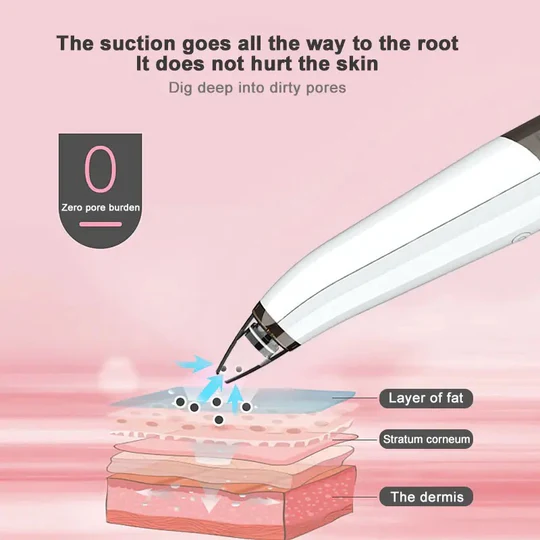 The suction goes all the way to the root
It does not hurt the skin
Dig deep into dirty pores
0
Zero pore burden
Layer of fat
Stratum corneum
The dermis